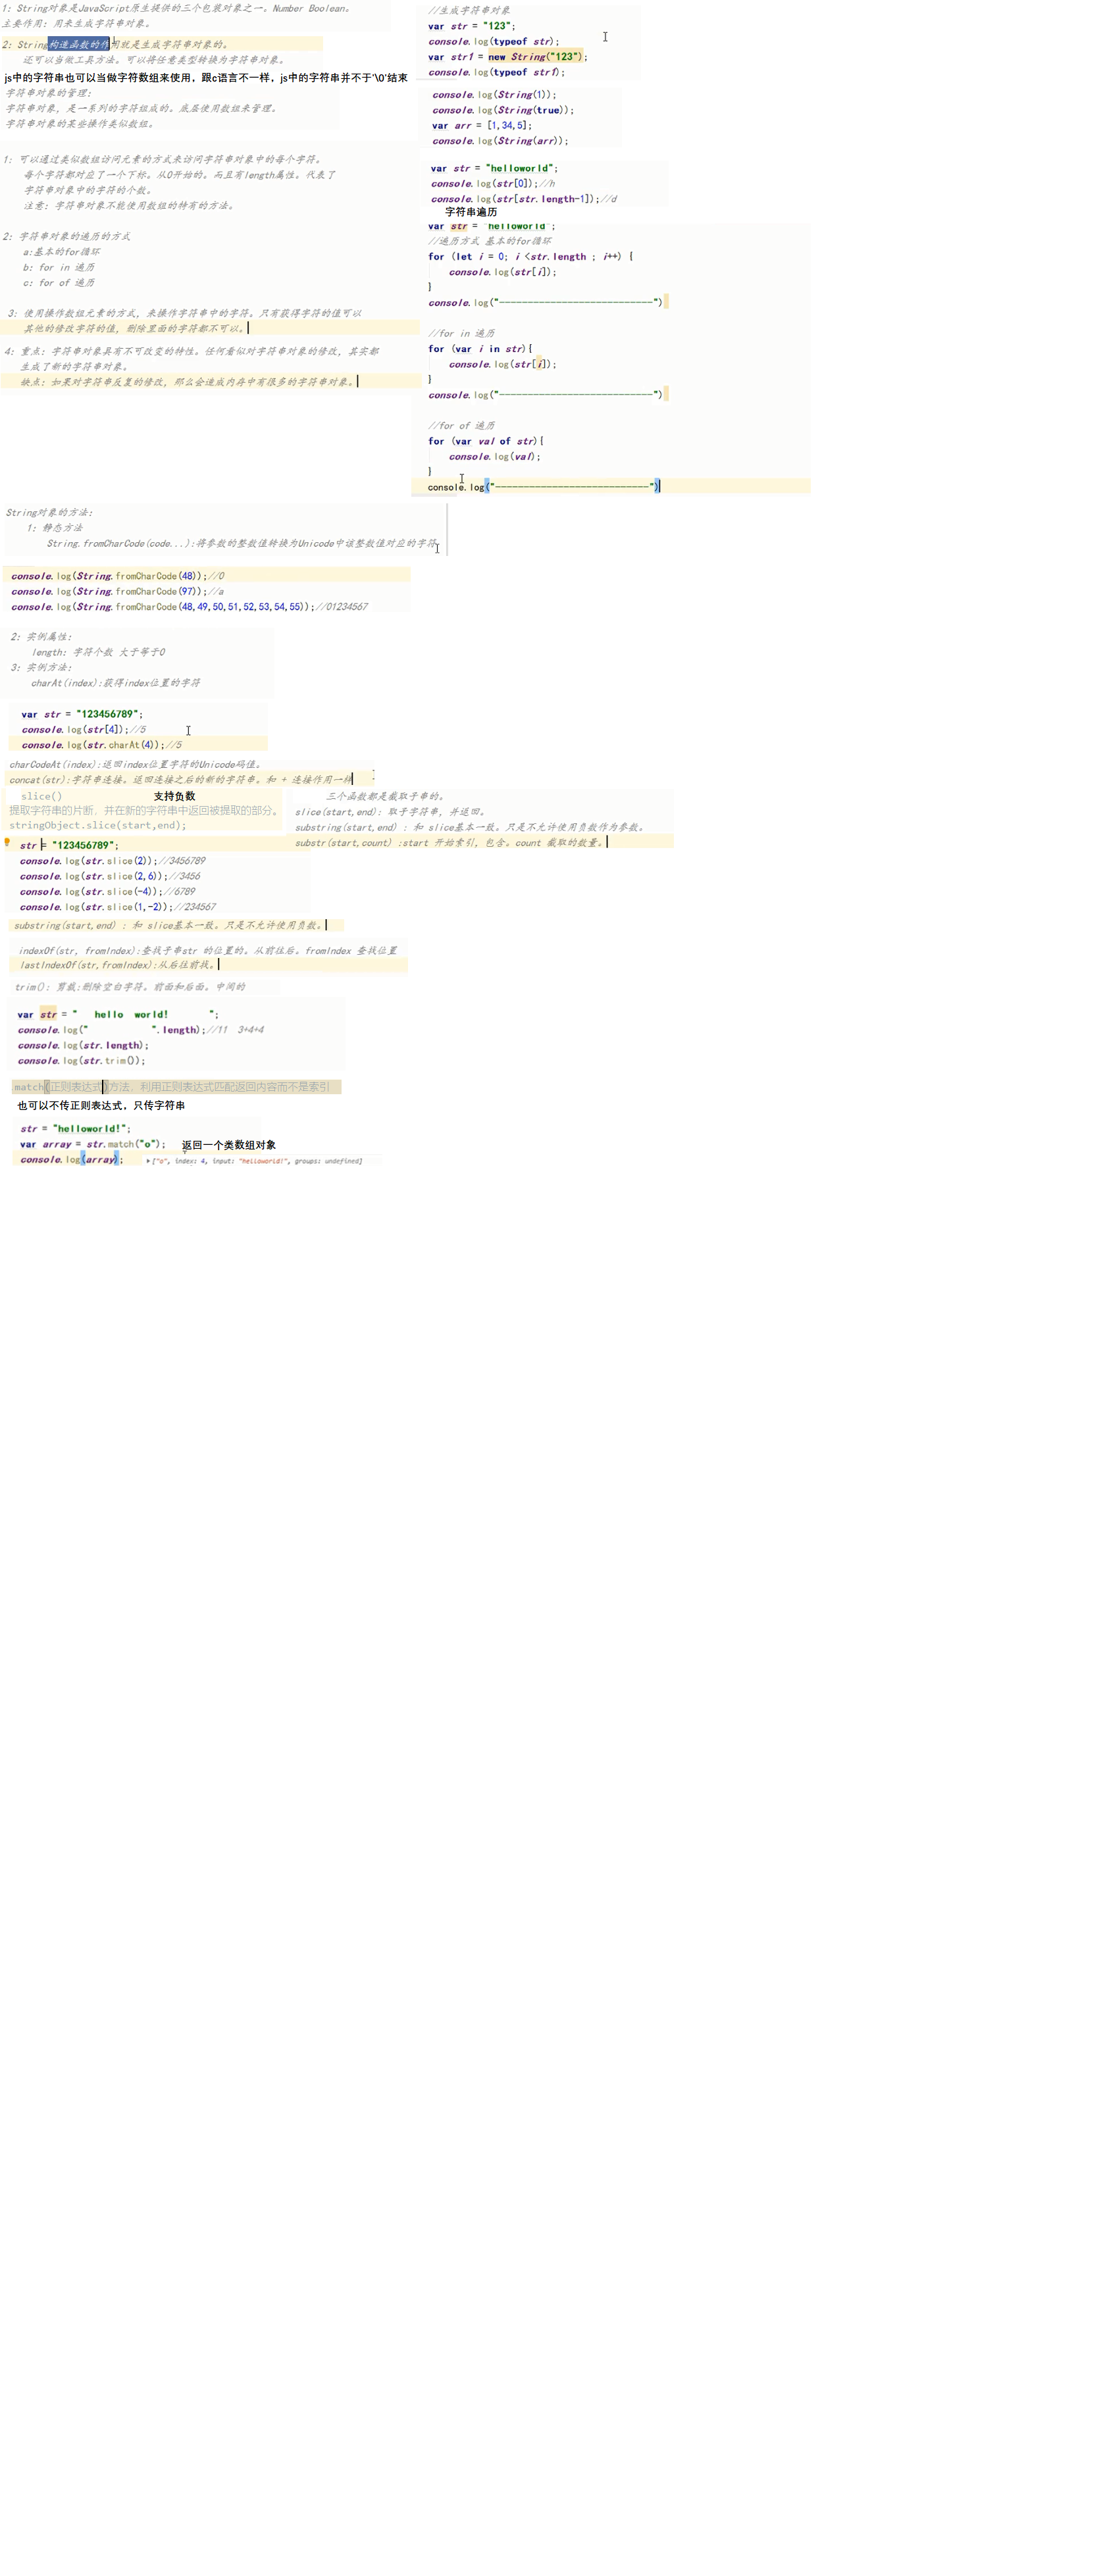 1: String对象是JavaScript原生提供的三个包装对象之一。Number Boolean。
主要作用: 用来生成字符串对象。
2: String构造函数的作用就是生成字符串对象的。
还可以当做工具方法。可以将任意类型转换为字符串对象。
js中的字符串也可以当做字符数组来使用，跟c语言不一样，js中的字符串并不于'\0'结束
字符串对象的管理:
字符串对象, 是一系列的字符组成的。底层使用数组来管理。
字符串对象的某些操作类似数组。
//生成字符串对象
var str = "123";
console.log(typeof str);
var str1 = new String("123");
console.log(typeof str1);
console.log(String(1));
console.log(String(true));
var arr = [1,34,5];
console.log(String(arr));
1: 可以通过类似数组访问元素的方式来访问字符串对象中的每个字符。
每个字符都对应了一个下标。从0开始的。而且有length属性。代表了
字符串对象中的字符的个数。
注意: 字符串对象不能使用数组的特有的方法。
2: 字符串对象的遍历的方式
a:基本的for循环
b: for in 遍历
c: for of 遍历
3: 使用操作数组元素的方式, 来操作字符串中的字符。只有获得字符的值可以
其他的修改字符的值, 删除里面的字符都不可以。
4: 重点: 字符串对象具有不可改变的特性。任何看似对字符串对象的修改, 其实都
生成了新的字符串对象。
缺点: 如果对字符串反复的修改, 那么会造成内存中有很多的字符串对象。
var str = "helloworld";
console.log(str[0]);//h
console.log(str[str.length-1]);//d
字符串遍历
var str = "helloworld";
//遍历方式 基本的for循环
for (let i = 0; i <str.length ; i++) {
console.log(str[i]);
}
console.log("---------------------------")
//for in 遍历
for (var i in str){
console.log(str[i]);
}
console.log("---------------------------")
//for of 遍历
for (var val of str){
console.log(val);
}
console.log("---------------------------")
String对象的方法:
1: 静态方法
String.fromCharCode(code...):将参数的整数值转换为Unicode中该整数值对应的字符
console.log(String.fromCharCode(48));//0
console.log(String.fromCharCode(97));//a
console.log(String.fromCharCode(48,49,50,51,52,53,54,55));//01234567
2: 实例属性:
length: 字符个数 大于等于0
3: 实例方法:
charAt(index):获得index位置的字符
var str = "123456789";
console.log(str[4]);//5
console.log(str.charAt(4));//5
charCodeAt(index):返回index位置字符的Unicode码值。
concat(str):字符串连接。返回连接之后的新的字符串。和 + 连接作用一样
slice() 支持负数
提取字符串的片断，并在新的字符串中返回被提取的部分。
stringObject.slice(start,end);
三个函数都是截取子串的。
slice(start,end): 取子字符串, 并返回。
substring(start,end) : 和 slice基本一致。只是不允许使用负数作为参数。
substr(start,count) :start 开始索引, 包含。count 截取的数量。
str = "123456789";
console.log(str.slice(2));//3456789
console.log(str.slice(2,6));//3456
console.log(str.slice(-4));//6789
console.log(str.slice(1,-2));//234567
substring(start,end) : 和 slice基本一致。只是不允许使用负数。
indexOf(str, fromIndex):查找子串str 的位置的。从前往后。fromIndex 查找位置
lastIndexOf(str,fromIndex):从后往前找。
trim(): 剪裁:删除空白字符。前面和后面。中间的
var str = "   hello  world!       ";
console.log("           ".length);//11  3+4+4
console.log(str.length);
console.log(str.trim());
match(正则表达式)方法，利用正则表达式匹配返回内容而不是索引
也可以不传正则表达式，只传字符串
str = "helloworld!";
var array = str.match("o"); 返回一个类数组对象
console.log(array); ▶["o", index: 4, input: "helloworld!", groups: undefined]